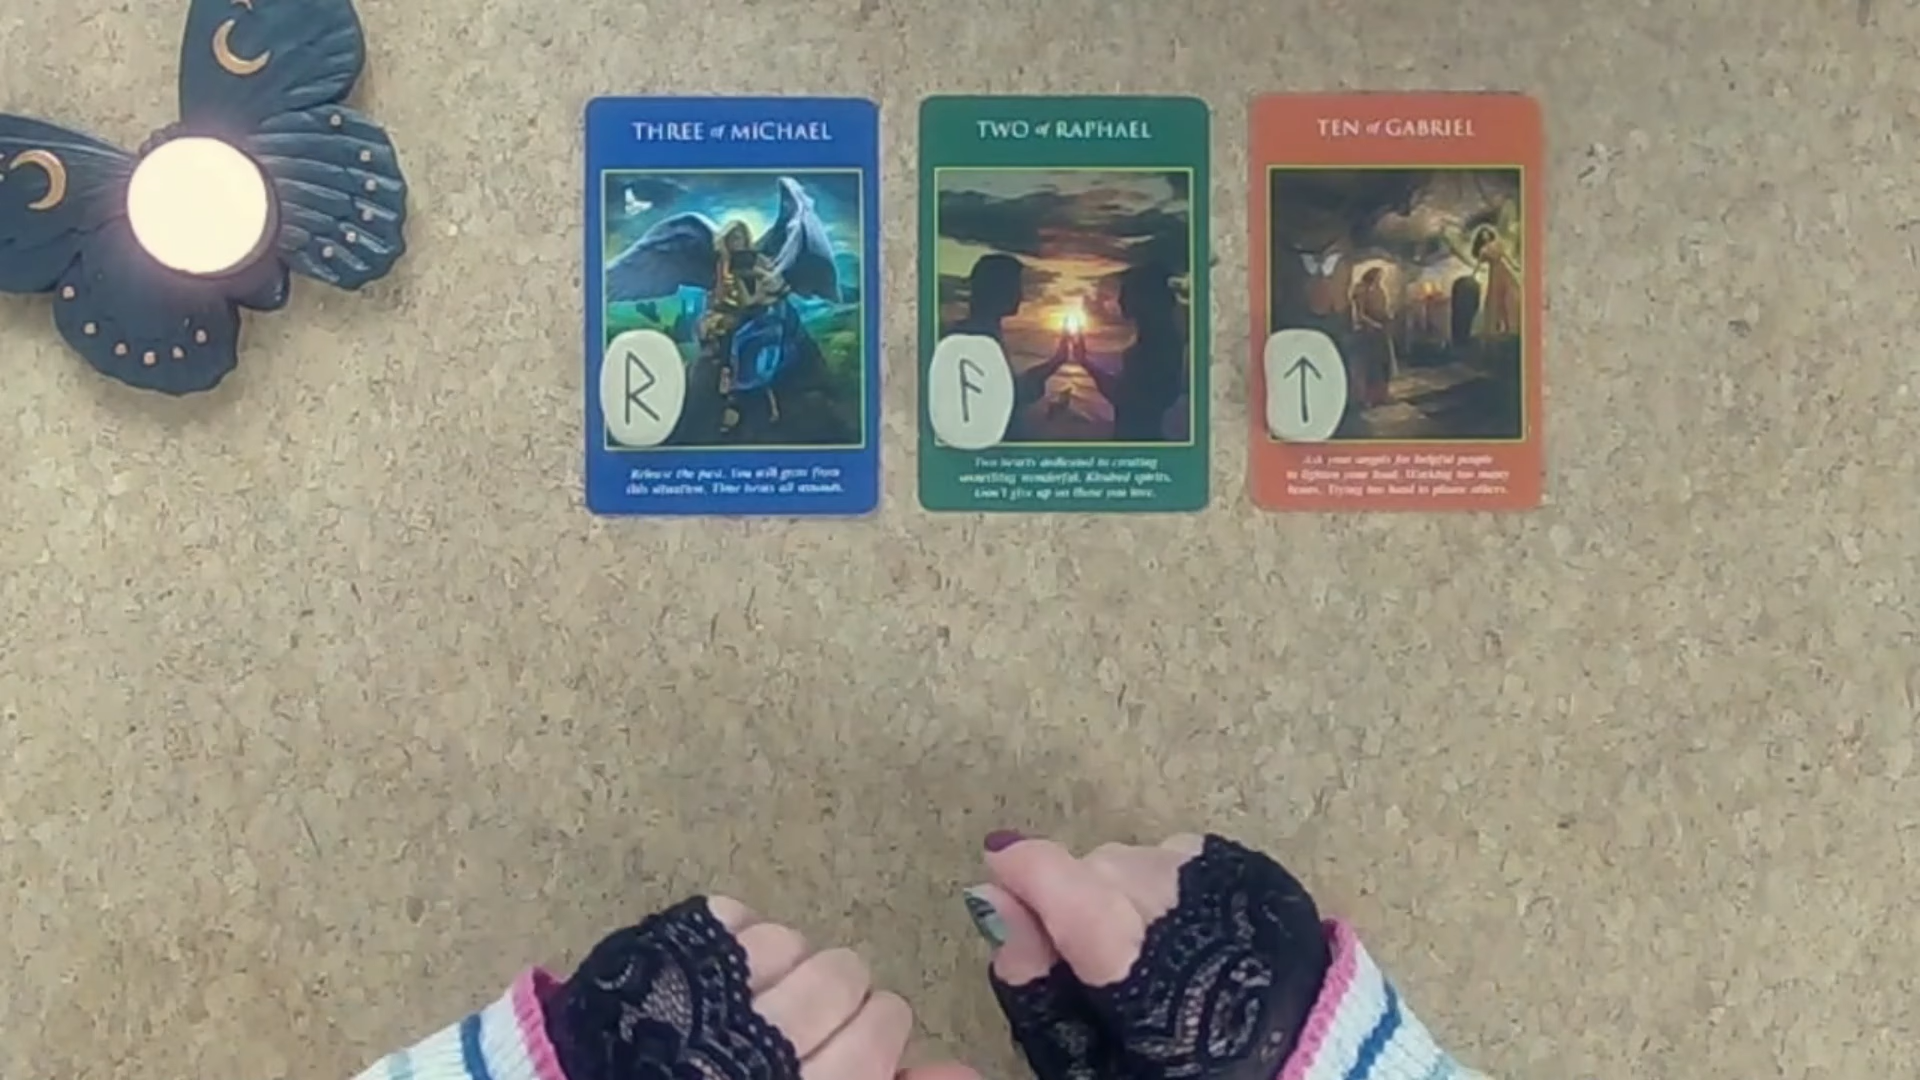 THREE of MICHAEL
TWO of RAPHAEL
TEN of GABRIEL
ᚱ
ᚨ
ᛏ
Release the past. You will grow from
this situation. Time heals all wounds.
Two hearts dedicated to creating
something wonderful. Kindred spirits.
Don't give up on those you love.
Ask your angels for helpful people
to lighten your load. Working too many
hours. Trying too hard to please others.